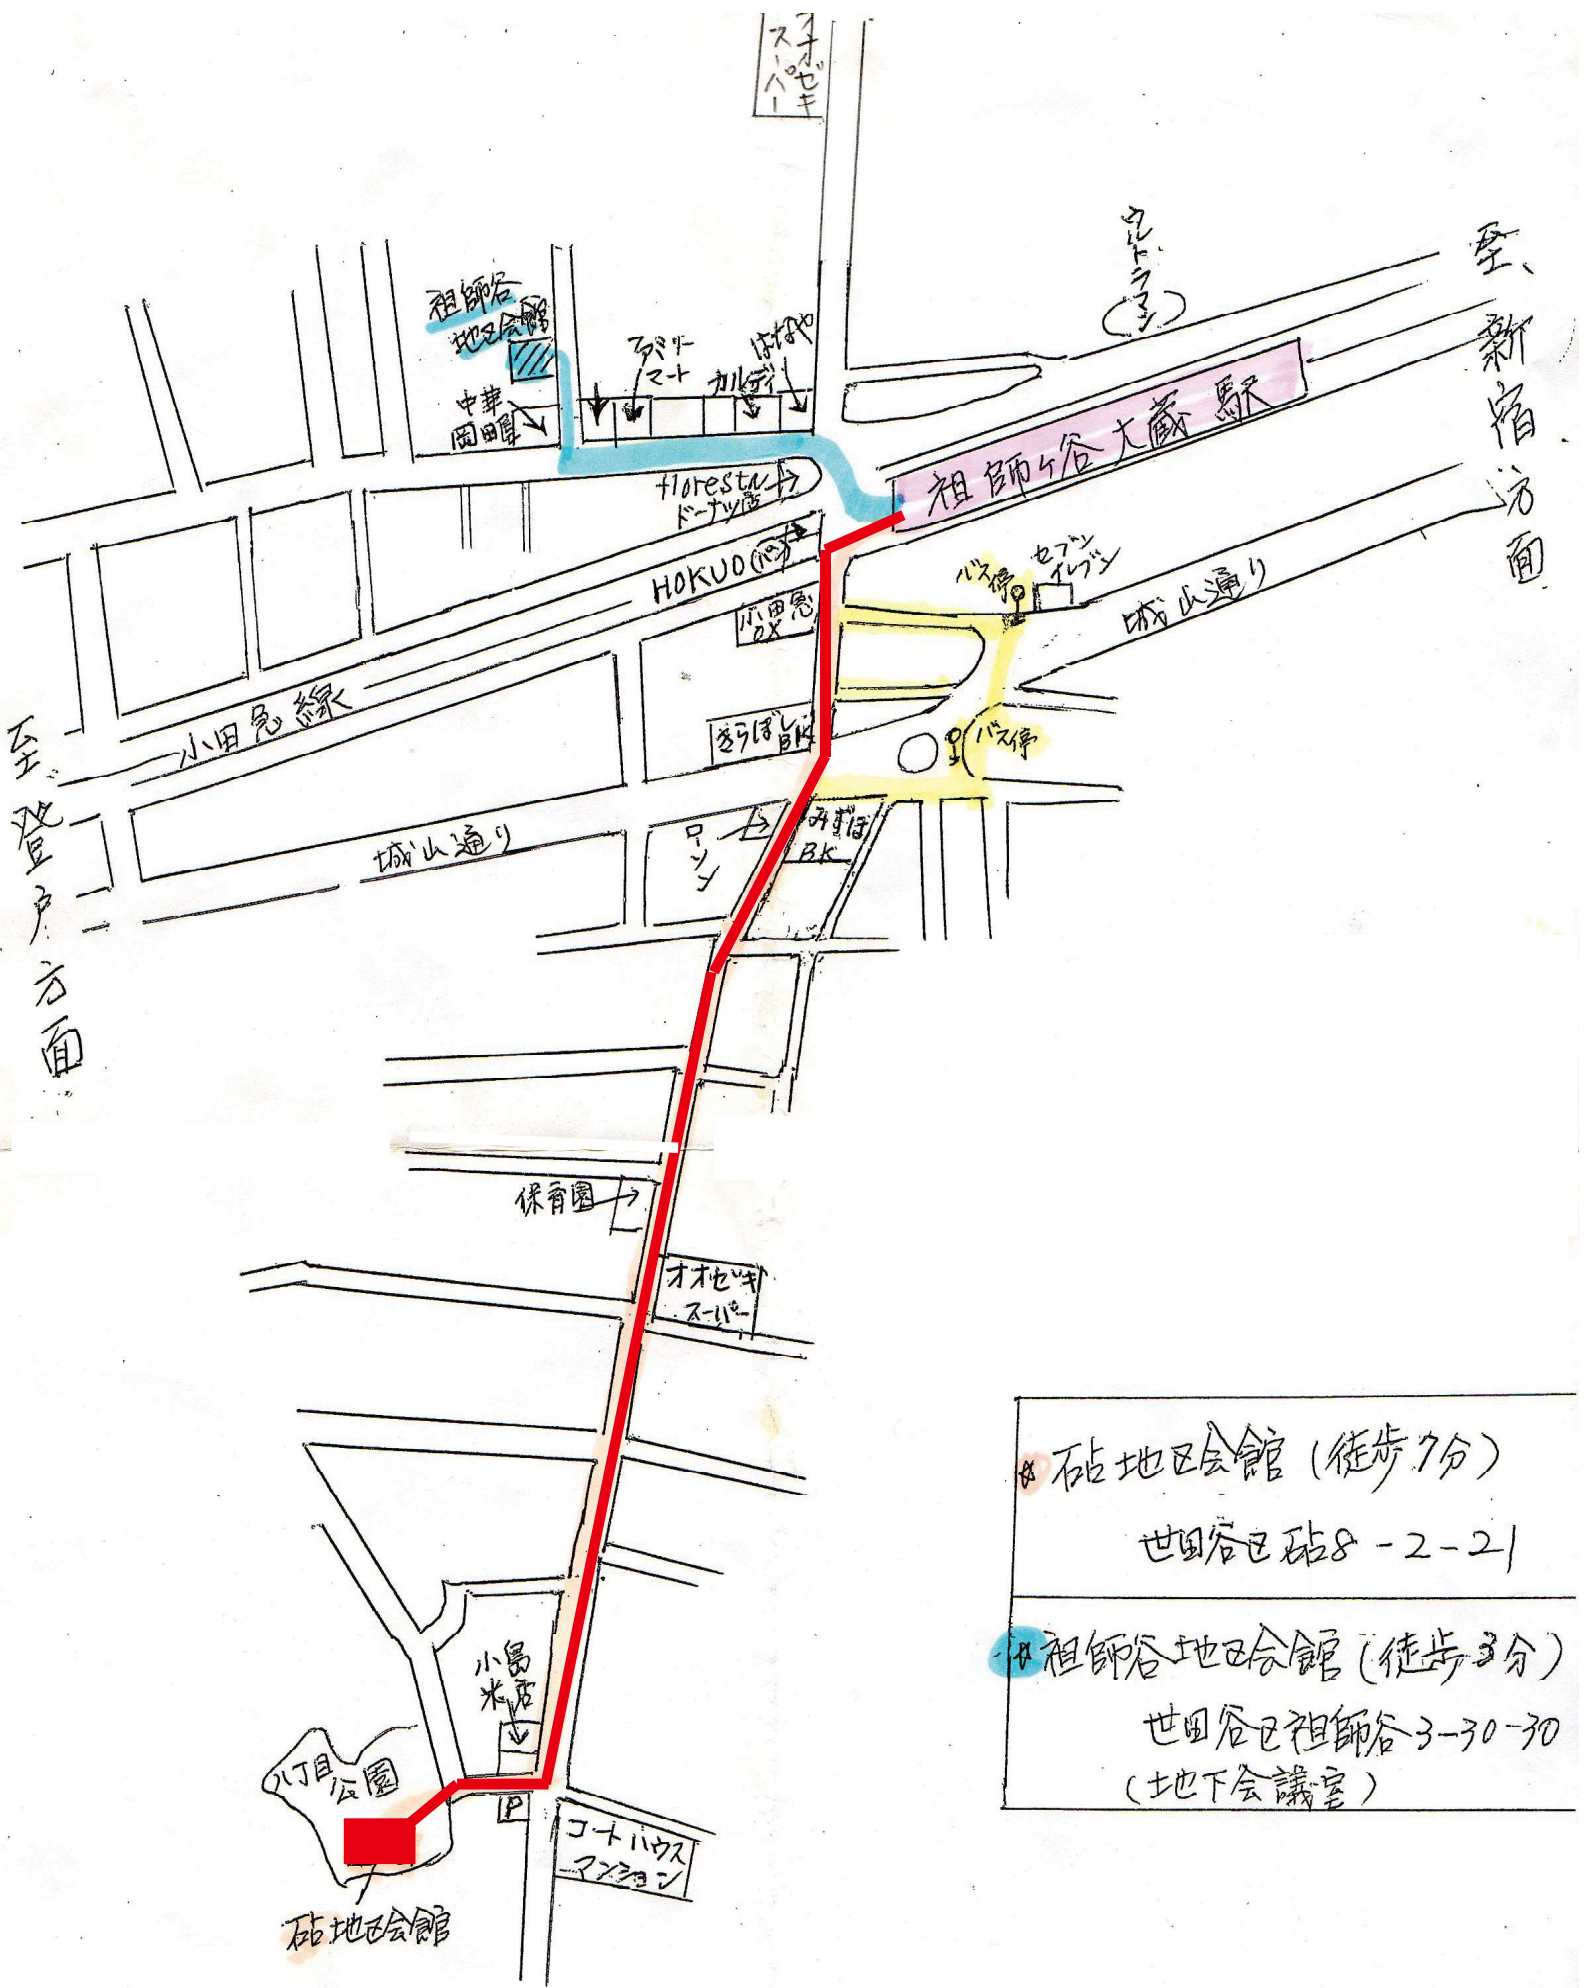 オオゼキ
スーパー
ウルトラマン
至、新宿方面
祖師谷
地区会館
ファミリー
マート
カルディ
はなや
中華
岡田屋
祖師ヶ谷大蔵駅
floresta
ドーナツ店
HOKUO(パン)
バス停
セブン
イレブン
小田急
OX
城山通り
小田急線
きらぼし
BK
バス停
至、登戸方面
ローソン
みずほ
BK
城山通り
保育園
オオゼキ
スーパー
☆砧地区会館(徒歩7分)
世田谷区砧8-2-21
☆祖師谷地区会館(徒歩3分)
世田谷区祖師谷3-30-30
(地下会議室)
小島
米店
八丁目
公園
P
コートハウス
マンション
砧地区会館